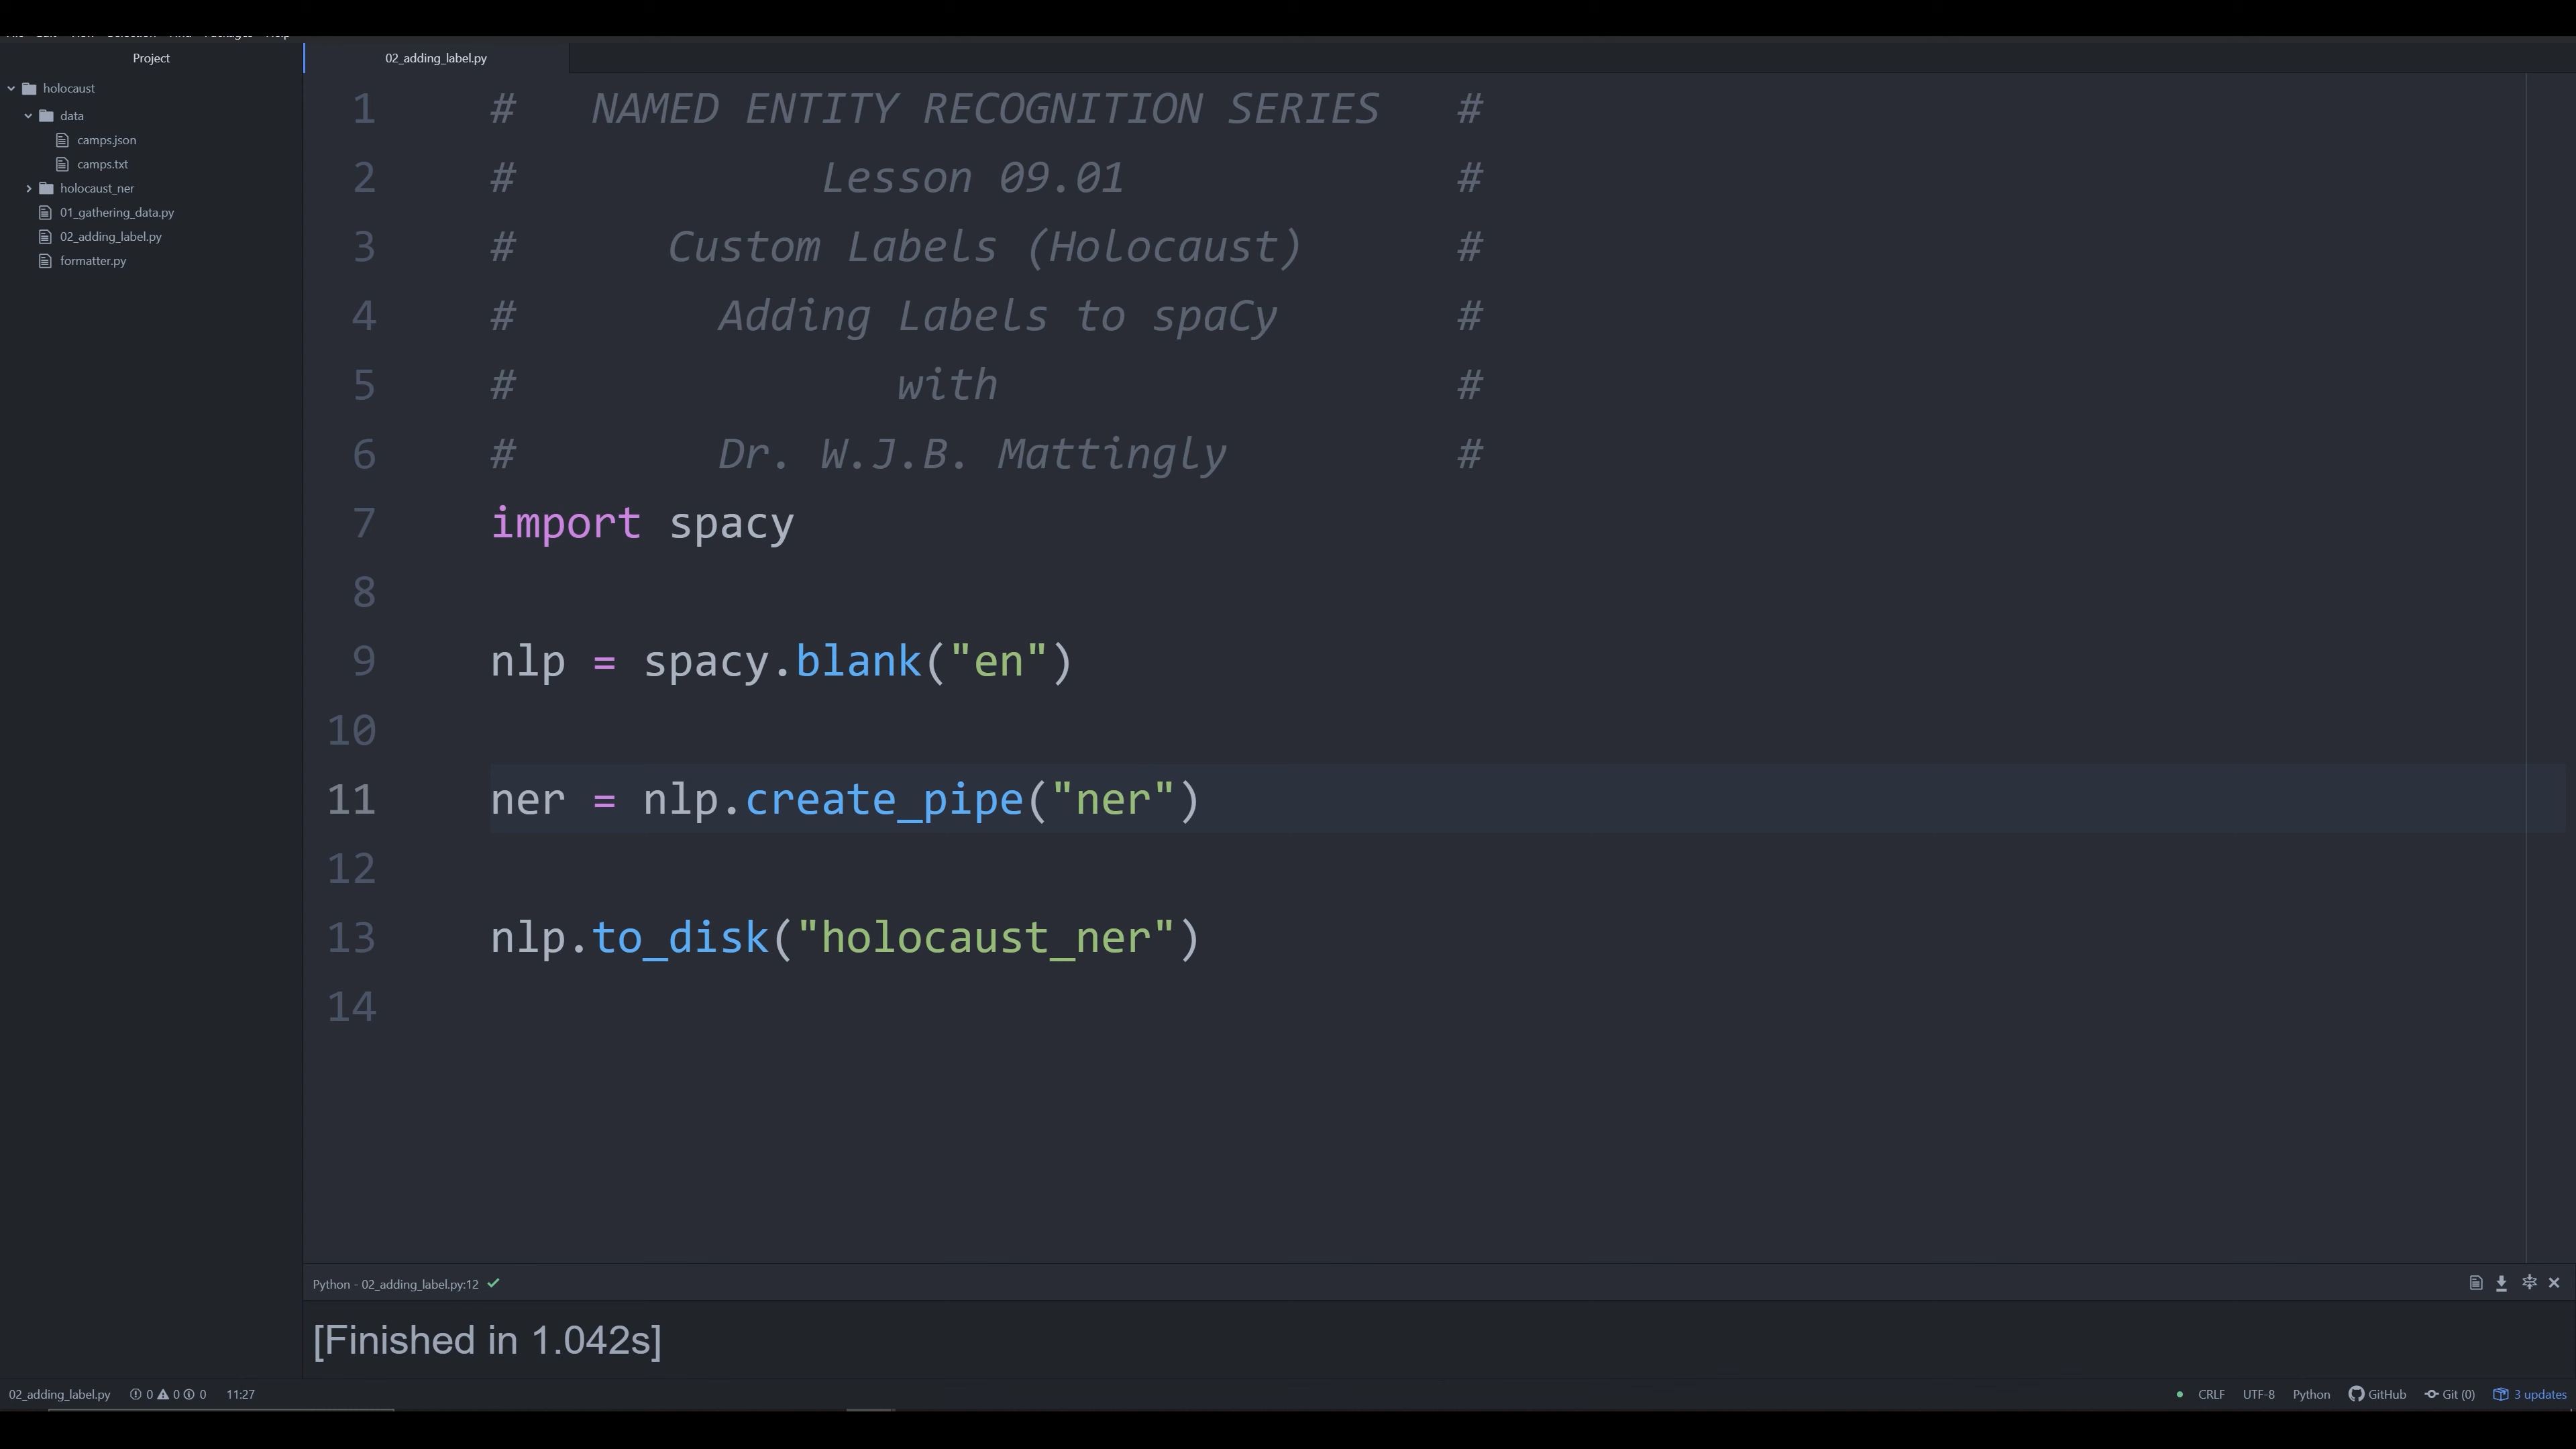 Project
holocaust
data
camps.json
camps.txt
holocaust_ner
01_gathering_data.py
02_adding_label.py
formatter.py
02_adding_label.py
1 # NAMED ENTITY RECOGNITION SERIES #
2 # Lesson 09.01 #
3 # Custom Labels (Holocaust) #
4 # Adding Labels to spaCy #
5 # with #
6 # Dr. W.J.B. Mattingly #
7 import spacy
8
9 nlp = spacy.blank("en")
10
11 ner = nlp.create_pipe("ner")
12
13 nlp.to_disk("holocaust_ner")
14
Python - 02_adding_label.py:12
[Finished in 1.042s]
02_adding_label.py 0 0 0 11:27 CRLF UTF-8 Python GitHub Git (0) 3 updates